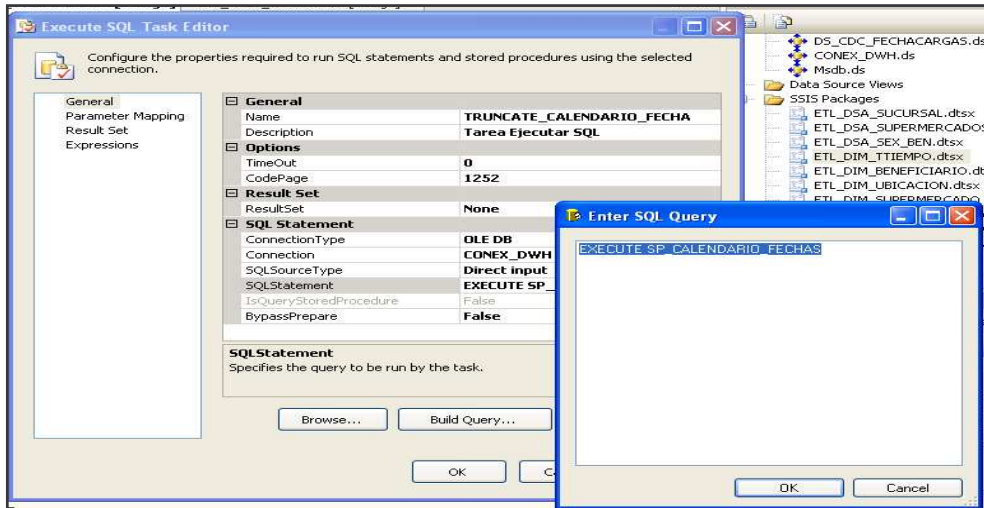 Execute SQL Task Editor
Configure the properties required to run SQL statements and stored procedures using the selected
connection.
General
Parameter Mapping
Result Set
Expressions
General
Name TRUNCATE_CALENDARIO_FECHA
Description Tarea Ejecutar SQL
Options
TimeOut 0
CodePage 1252
Result Set
ResultSet None
SQL Statement
ConnectionType OLE DB
Connection CONEX_DWH
SQLSourceType Direct input
SQLStatement EXECUTE SP_
IsQueryStoredProcedure False
BypassPrepare False
SQLStatement
Specifies the query to be run by the task.
Browse...
Build Query...
OK
C
DS_CDC_FECHACARGAS.ds
CONEX_DWH.ds
Msdb.ds
Data Source Views
SSIS Packages
ETL_DSA_SUCURSAL.dtsx
ETL_DSA_SUPERMERCADOS
ETL_DSA_SEX_BEN.dtsx
ETL_DIM_TTIEMPO.dtsx
ETL_DIM_BENEFICIARIO.dt
ETL_DIM_UBICACION.dtsx
ETL_DIM_SUPERMERCADO
Enter SQL Query
EXECUTE SP_CALENDARIO_FECHAS
OK
Cancel